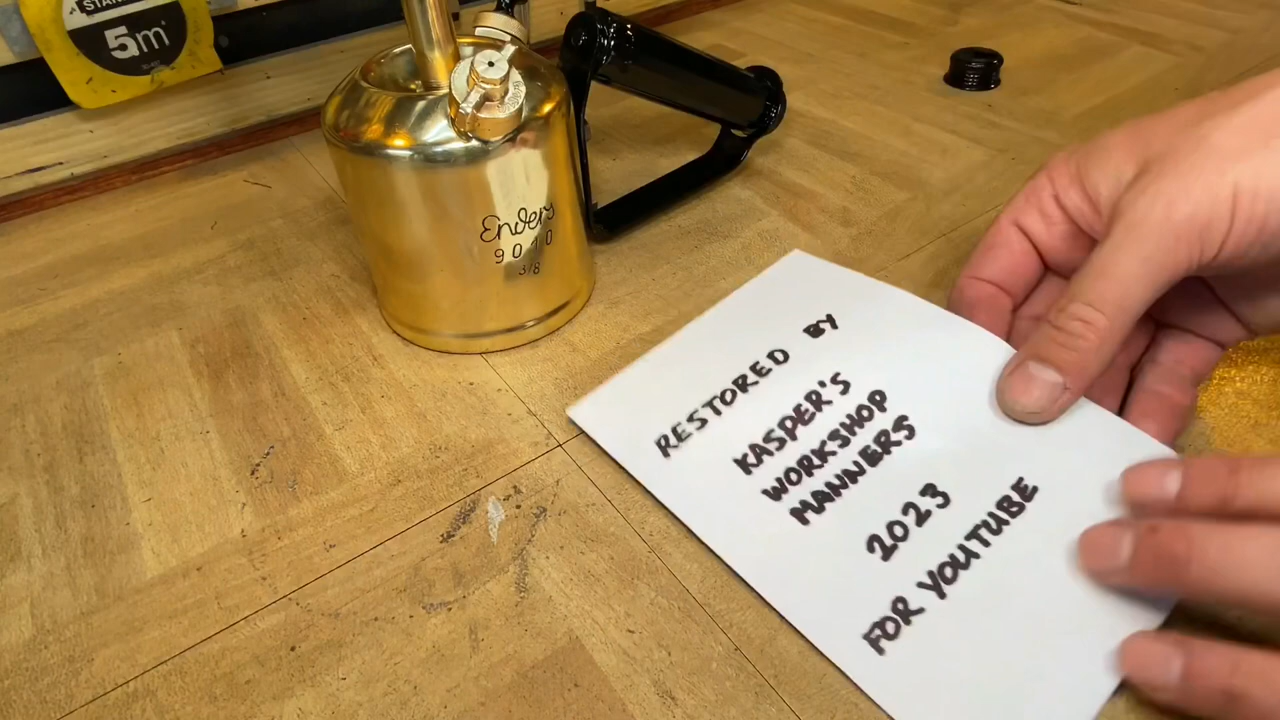 5m
Enders
9010
3/8
RESTORED BY
KASPER'S
WORKSHOP
MANNERS
2023
FOR YOUTUBE